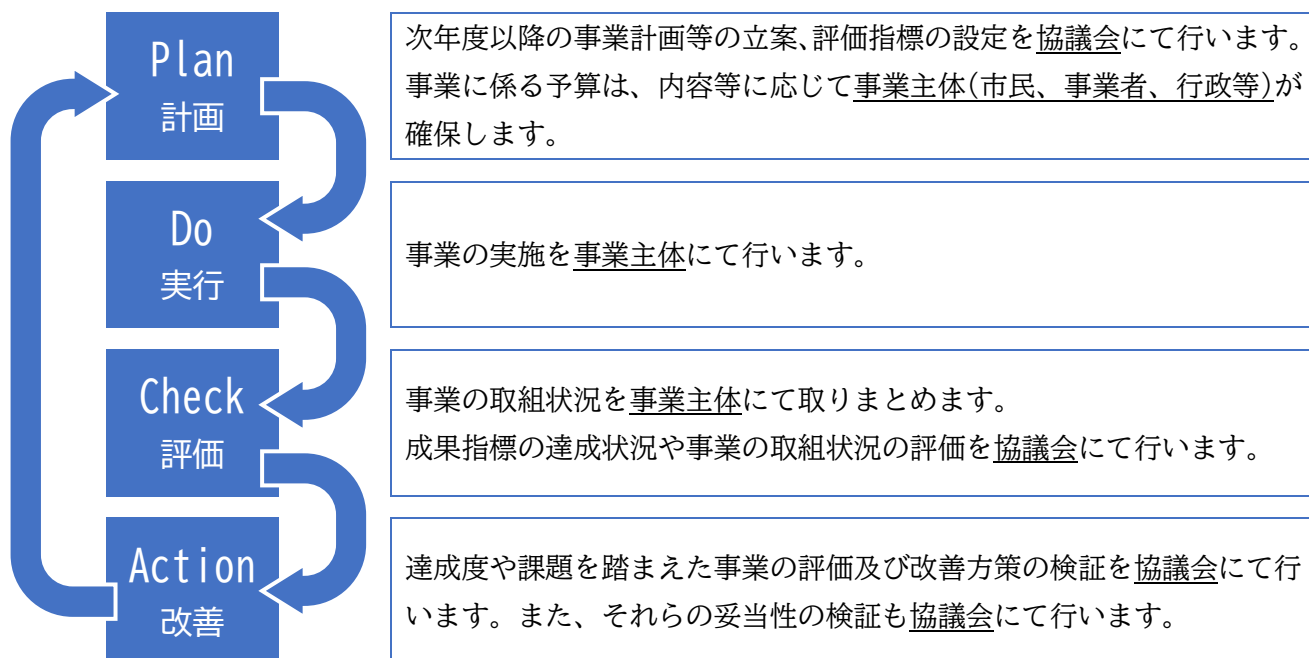 Plan
計画
次年度以降の事業計画等の立案、評価指標の設定を協議会にて行います。
事業に係る予算は、内容等に応じて事業主体(市民、事業者、行政等)が
確保します。
Do
実行
事業の実施を事業主体にて行います。
Check
評価
事業の取組状況を事業主体にて取りまとめます。
成果指標の達成状況や事業の取組状況の評価を協議会にて行います。
Action
改善
達成度や課題を踏まえた事業の評価及び改善方策の検証を協議会にて行
います。また、それらの妥当性の検証も協議会にて行います。